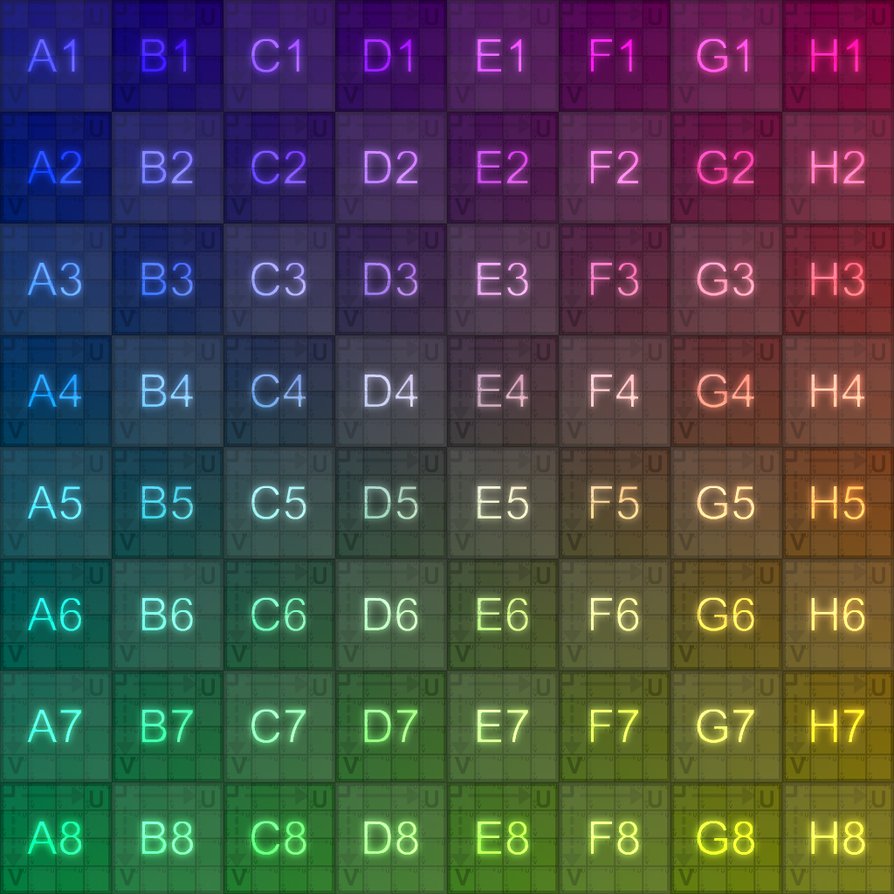 A1 B1 C1 D1 E1 F1 G1 H1
A2 B2 C2 D2 E2 F2 G2 H2
A3 B3 C3 D3 E3 F3 G3 H3
A4 B4 C4 D4 E4 F4 G4 H4
A5 B5 C5 D5 E5 F5 G5 H5
A6 B6 C6 D6 E6 F6 G6 H6
A7 B7 C7 D7 E7 F7 G7 H7
A8 B8 C8 D8 E8 F8 G8 H8